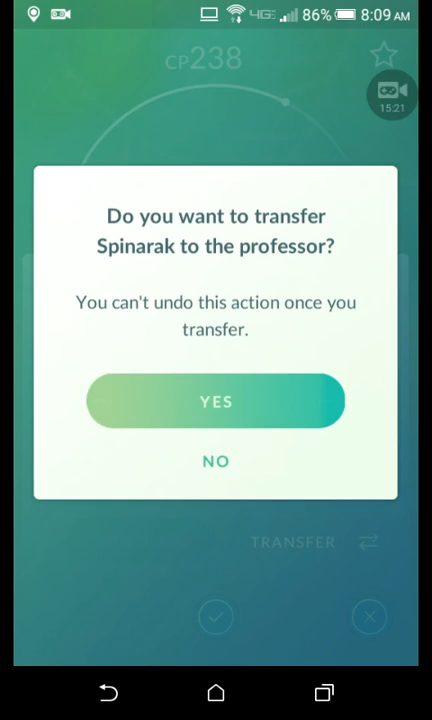 4GE 86% 8:09 AM
CP238
15:21
Do you want to transfer
Spinarak to the professor?
You can't undo this action once you
transfer.
YES
NO
TRANSFER